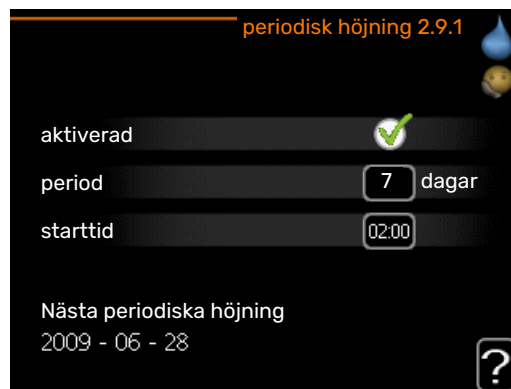 periodisk höjning 2.9.1
aktiverad
period 7 dagar
starttid 02:00
Nästa periodiska höjning
2009 - 06 - 28
?